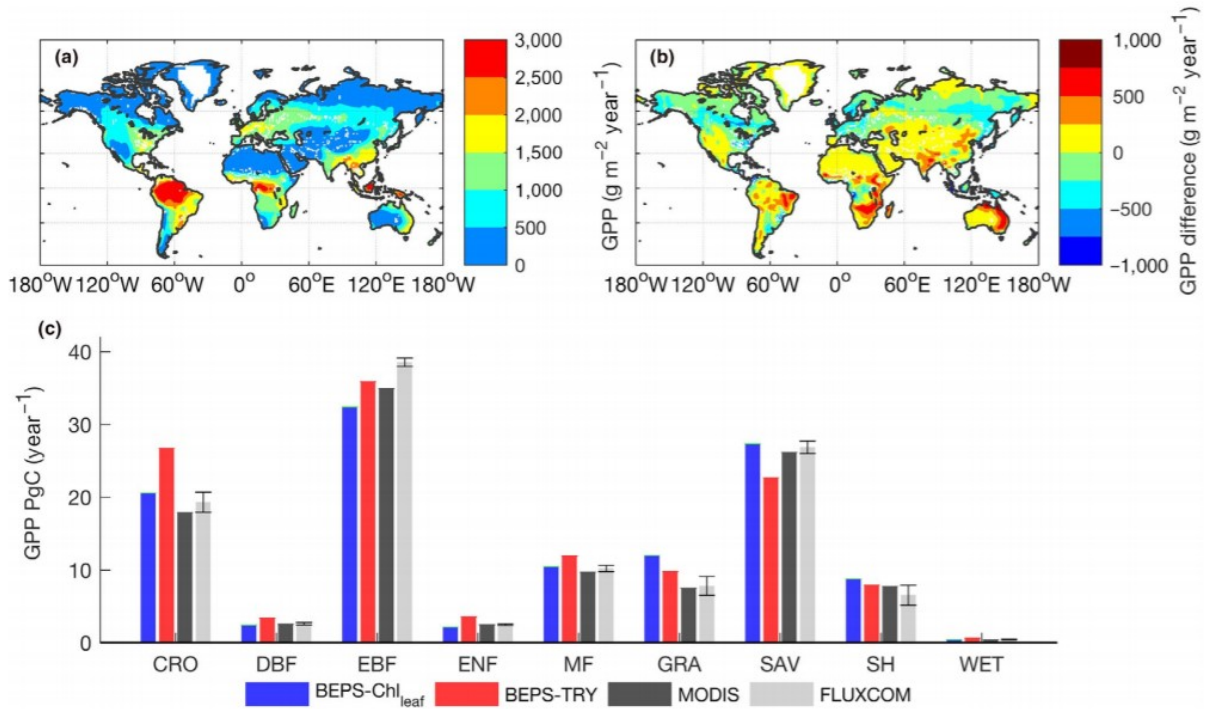 (a)
3,000
2,500
2,000
1,500
1,000
500
0
GPP (g m⁻² year⁻¹)
180°W 120°W 60°W 0° 60°E 120°E 180°W
(b)
1,000
500
0
−500
−1,000
GPP difference (g m⁻² year⁻¹)
180°W 120°W 60°W 0° 60°E 120°E 180°W
(c)
GPP PgC (year⁻¹)
40
30
20
10
0
CRO DBF EBF ENF MF GRA SAV SH WET
BEPS-Chl leaf BEPS-TRY MODIS FLUXCOM